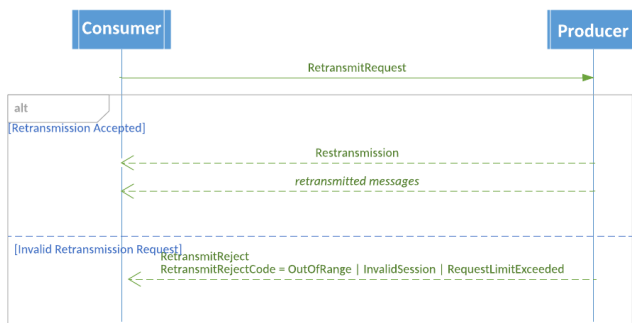 Consumer
Producer
RetransmitRequest
alt
[Retransmission Accepted]
Restransmission
retransmitted messages
[Invalid Retransmission Request]
RetransmitReject
RetransmitRejectCode = OutOfRange | InvalidSession | RequestLimitExceeded